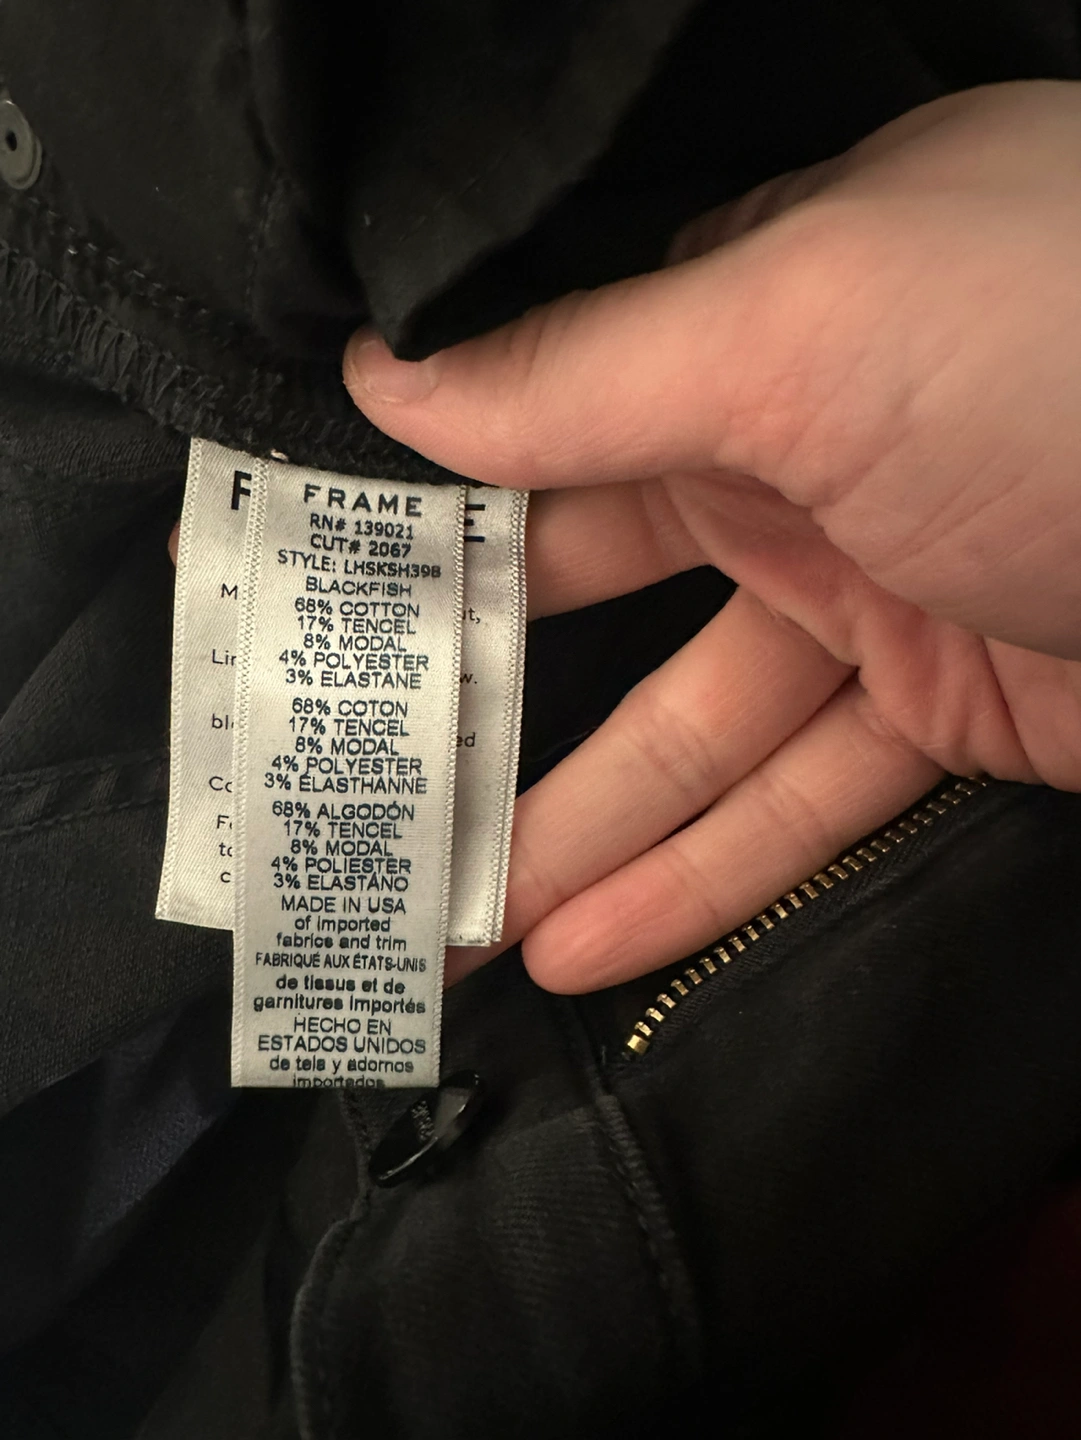 FRAME
RN# 139021
CUT# 2067
STYLE: LHSKSH398
BLACKFISH
68% COTTON
17% TENCEL
8% MODAL
4% POLYESTER
3% ELASTANE
68% COTON
17% TENCEL
8% MODAL
4% POLYESTER
3% ÉLASTHANNE
68% ALGODÓN
17% TENCEL
8% MODAL
4% POLIESTER
3% ELASTANO
MADE IN USA
of imported
fabrics and trim
FABRIQUÉ AUX ÉTATS-UNIS
de tissus et de
garnitures importés
HECHO EN
ESTADOS UNIDOS
de tela y adornos
importados